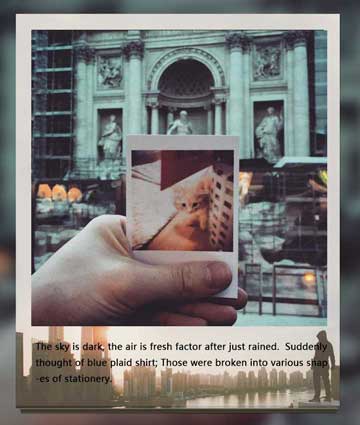 The sky is dark, the air is fresh factor after just rained. Suddenly
thought of blue plaid shirt; Those were broken into various shap
-es of stationery.